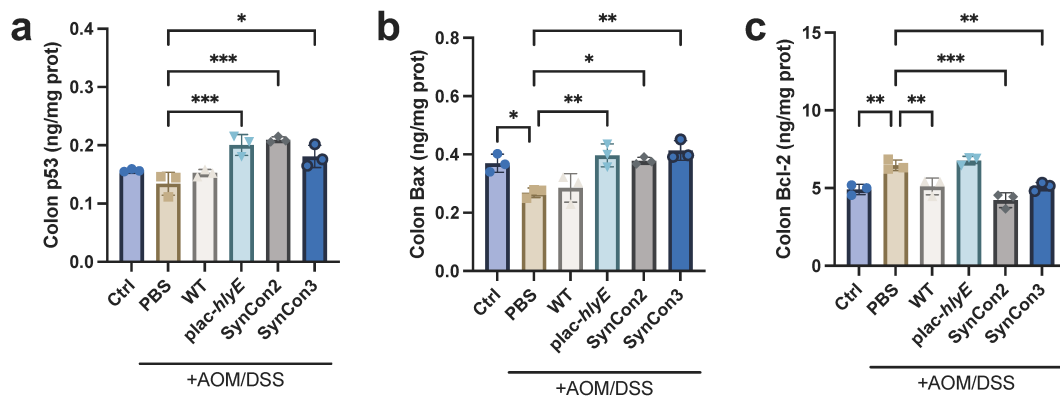 a
Colon p53 (ng/mg prot)
0.4
0.3
0.2
0.1
0.0
*
***
***
Ctrl
PBS
WT
plac-hlyE
SynCon2
SynCon3
+AOM/DSS
b
Colon Bax (ng/mg prot)
0.8
0.6
0.4
0.2
0.0
**
*
**
*
Ctrl
PBS
WT
plac-hlyE
SynCon2
SynCon3
+AOM/DSS
c
Colon Bcl-2 (ng/mg prot)
15
10
5
0
**
***
**
**
Ctrl
PBS
WT
plac-hlyE
SynCon2
SynCon3
+AOM/DSS